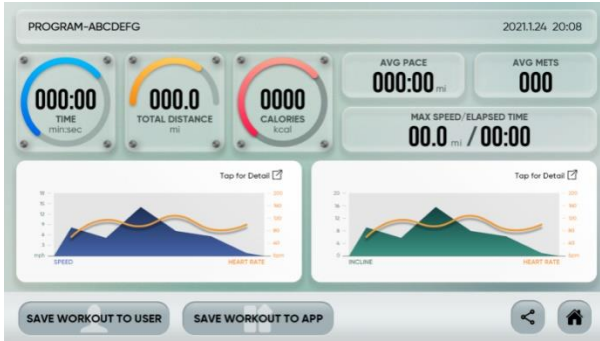 PROGRAM-ABCDEFG
2021.1.24 20:08
000:00
TIME
min:sec
000.0
TOTAL DISTANCE
mi
0000
CALORIES
kcal
AVG PACE
000:00 mi
AVG METS
000
MAX SPEED/ELAPSED TIME
00.0 mi / 00:00
Tap for Detail
mph
SPEED
HEART RATE
Tap for Detail
INCLINE
HEART RATE
SAVE WORKOUT TO USER
SAVE WORKOUT TO APP